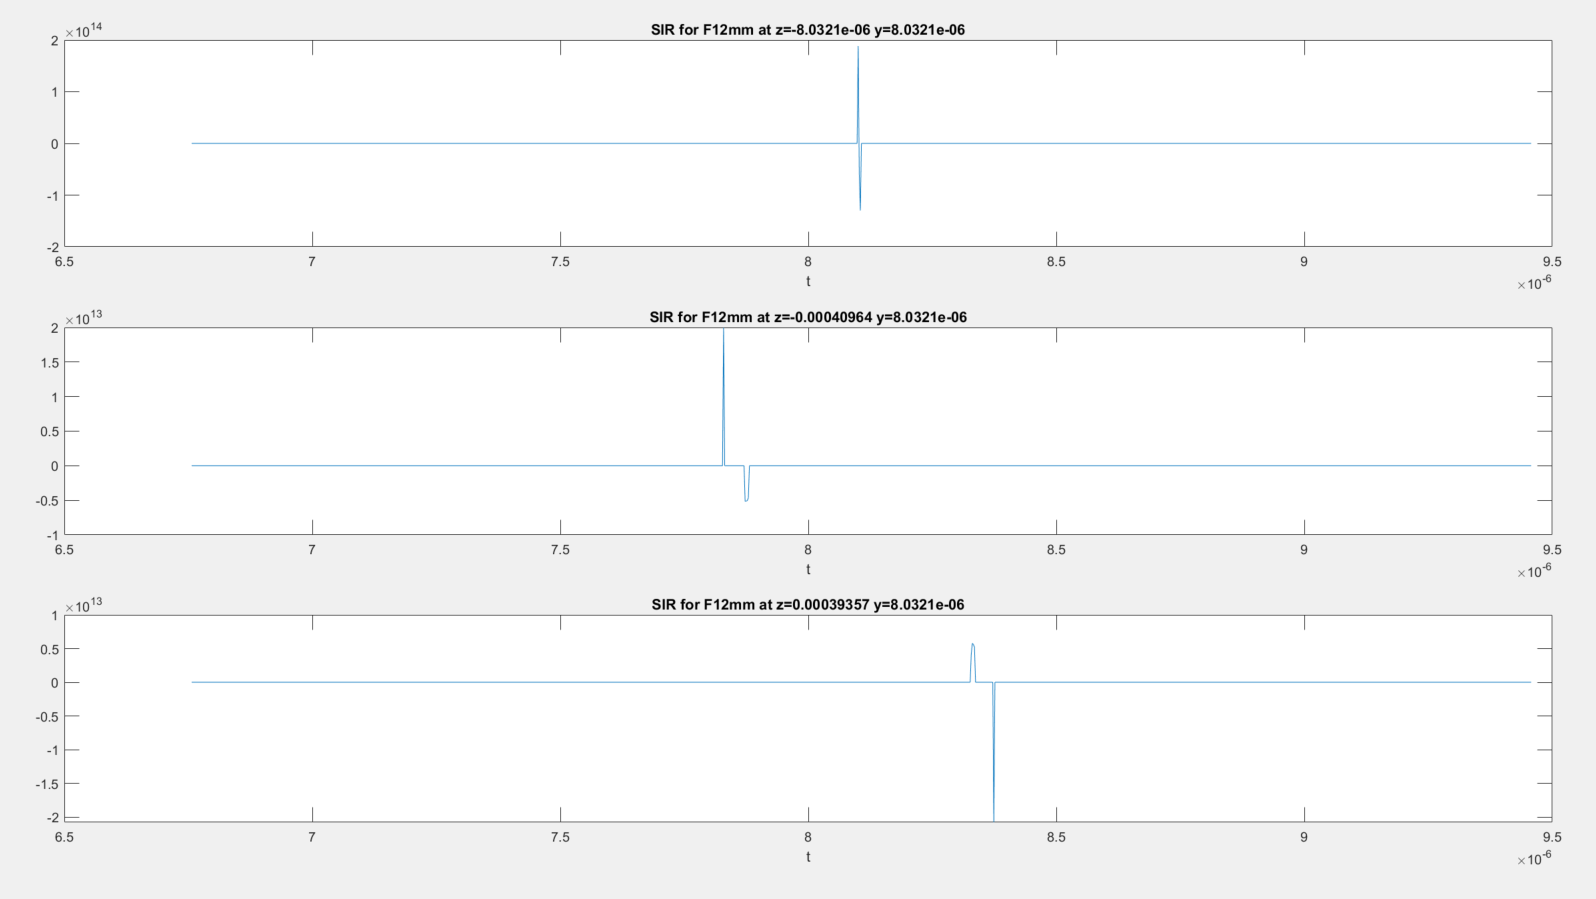 SIR for F12mm at z=-8.0321e-06 y=8.0321e-06
×10^14
2
1
0
-1
-2
6.5 7 7.5 8 8.5 9 9.5
t
×10^-6
SIR for F12mm at z=-0.00040964 y=8.0321e-06
×10^13
2
1.5
1
0.5
0
-0.5
-1
6.5 7 7.5 8 8.5 9 9.5
t
×10^-6
SIR for F12mm at z=0.00039357 y=8.0321e-06
×10^13
1
0.5
0
-0.5
-1
-1.5
-2
6.5 7 7.5 8 8.5 9 9.5
t
×10^-6